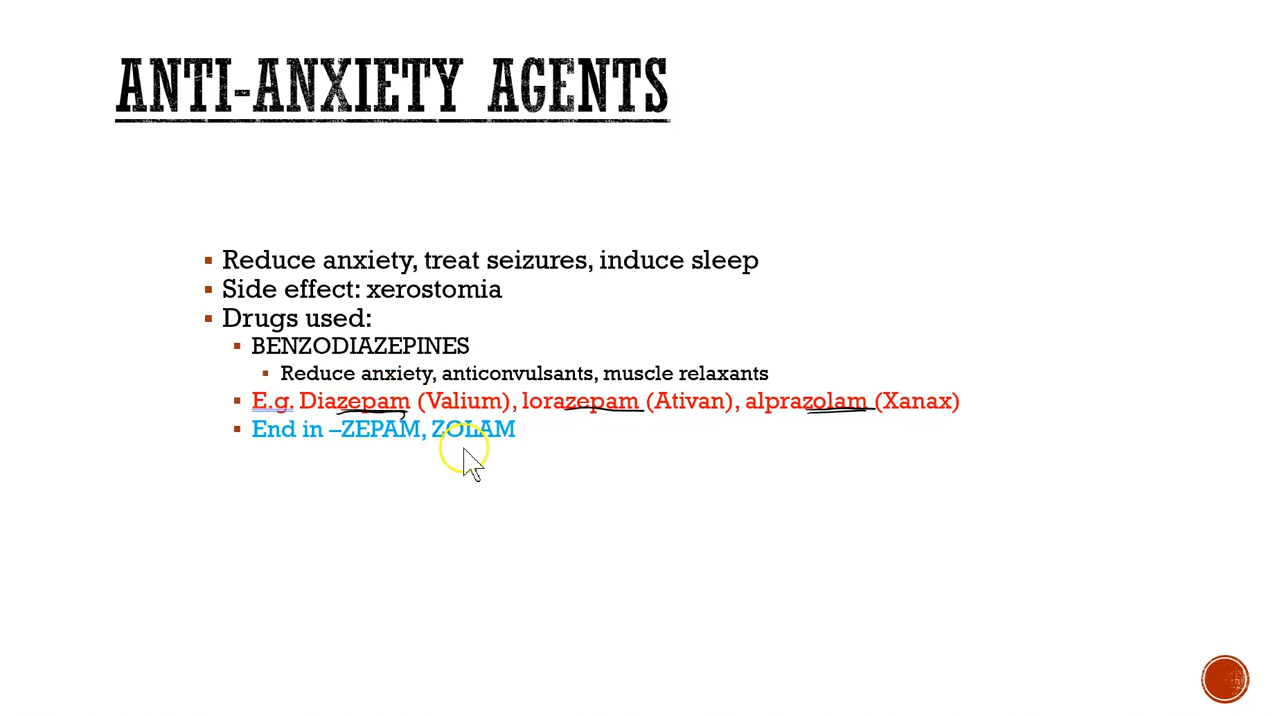 ANTI-ANXIETY AGENTS
▪ Reduce anxiety, treat seizures, induce sleep
▪ Side effect: xerostomia
▪ Drugs used:
▪ BENZODIAZEPINES
▪ Reduce anxiety, anticonvulsants, muscle relaxants
▪ E.g. Diazepam (Valium), lorazepam (Ativan), alprazolam (Xanax)
▪ End in –ZEPAM, ZOLAM